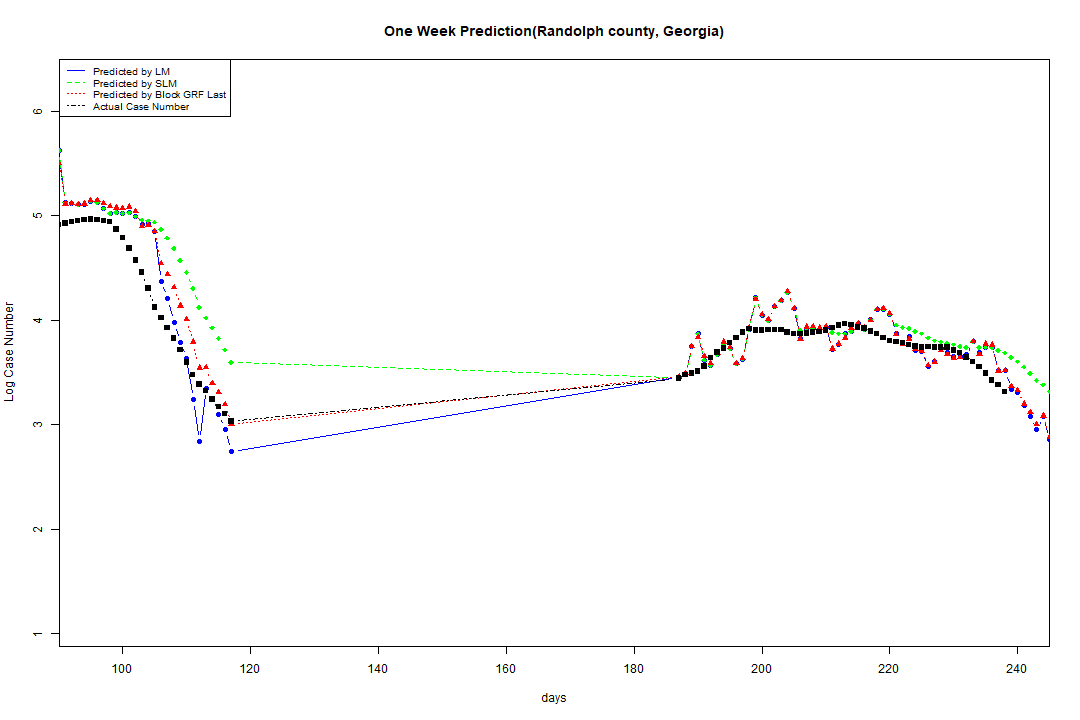 One Week Prediction(Randolph county, Georgia)
Predicted by LM
Predicted by SLM
Predicted by Block GRF Last
Actual Case Number
Log Case Number
6
5
4
3
2
1
100 120 140 160 180 200 220 240
days